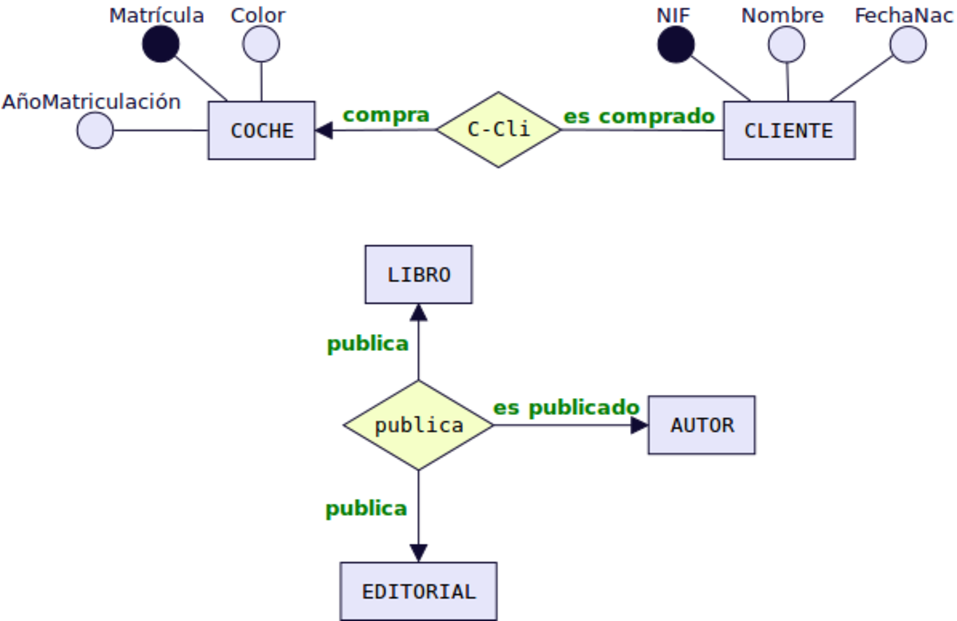 Matrícula Color NIF Nombre FechaNac
AñoMatriculación
COCHE compra C-Cli es comprado CLIENTE
LIBRO
publica
publica es publicado AUTOR
publica
EDITORIAL